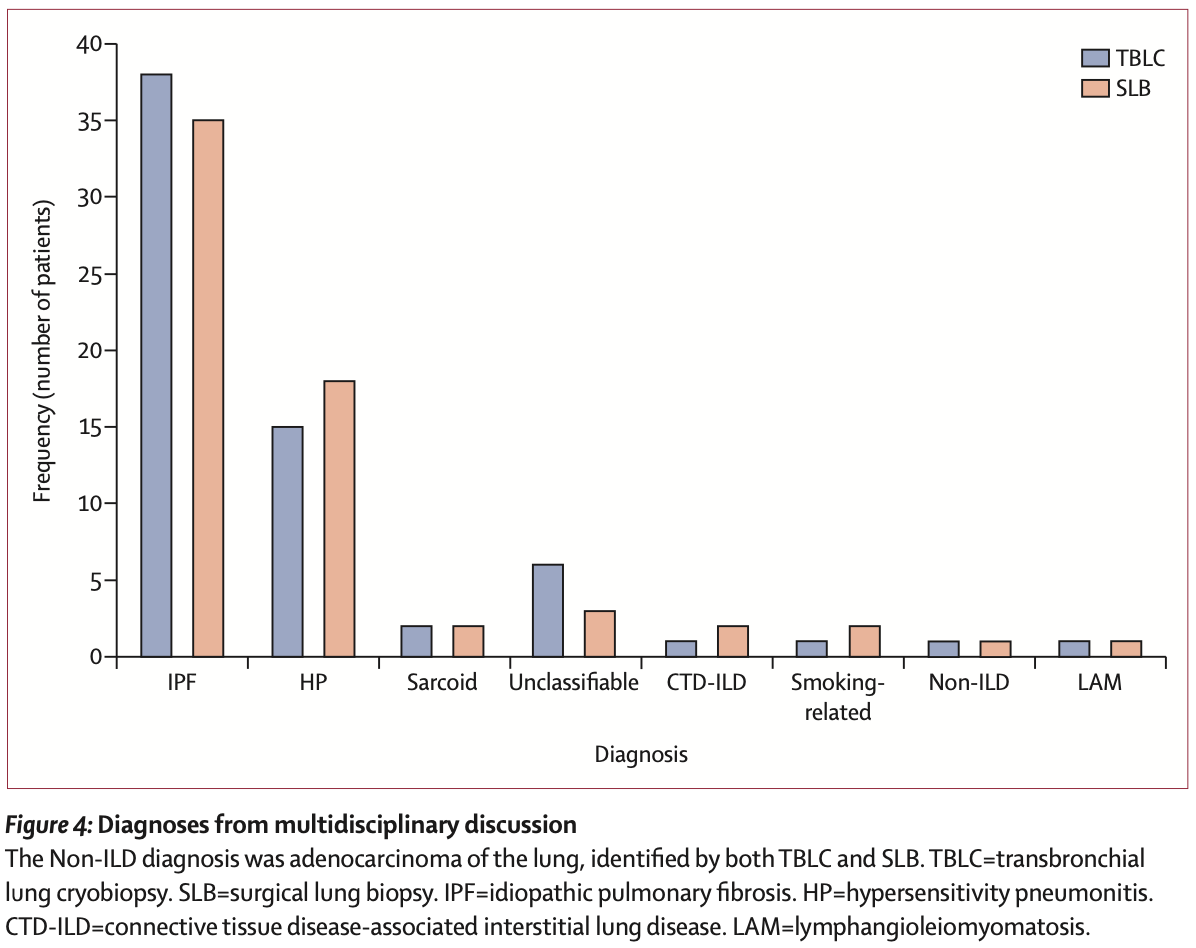 40
35
30
25
20
15
10
5
0
Frequency (number of patients)
TBLC
SLB
IPF
HP
Sarcoid
Unclassifiable
CTD-ILD
Smoking-
related
Non-ILD
LAM
Diagnosis
Figure 4: Diagnoses from multidisciplinary discussion
The Non-ILD diagnosis was adenocarcinoma of the lung, identified by both TBLC and SLB. TBLC=transbronchial
lung cryobiopsy. SLB=surgical lung biopsy. IPF=idiopathic pulmonary fibrosis. HP=hypersensitivity pneumonitis.
CTD-ILD=connective tissue disease-associated interstitial lung disease. LAM=lymphangioleiomyomatosis.